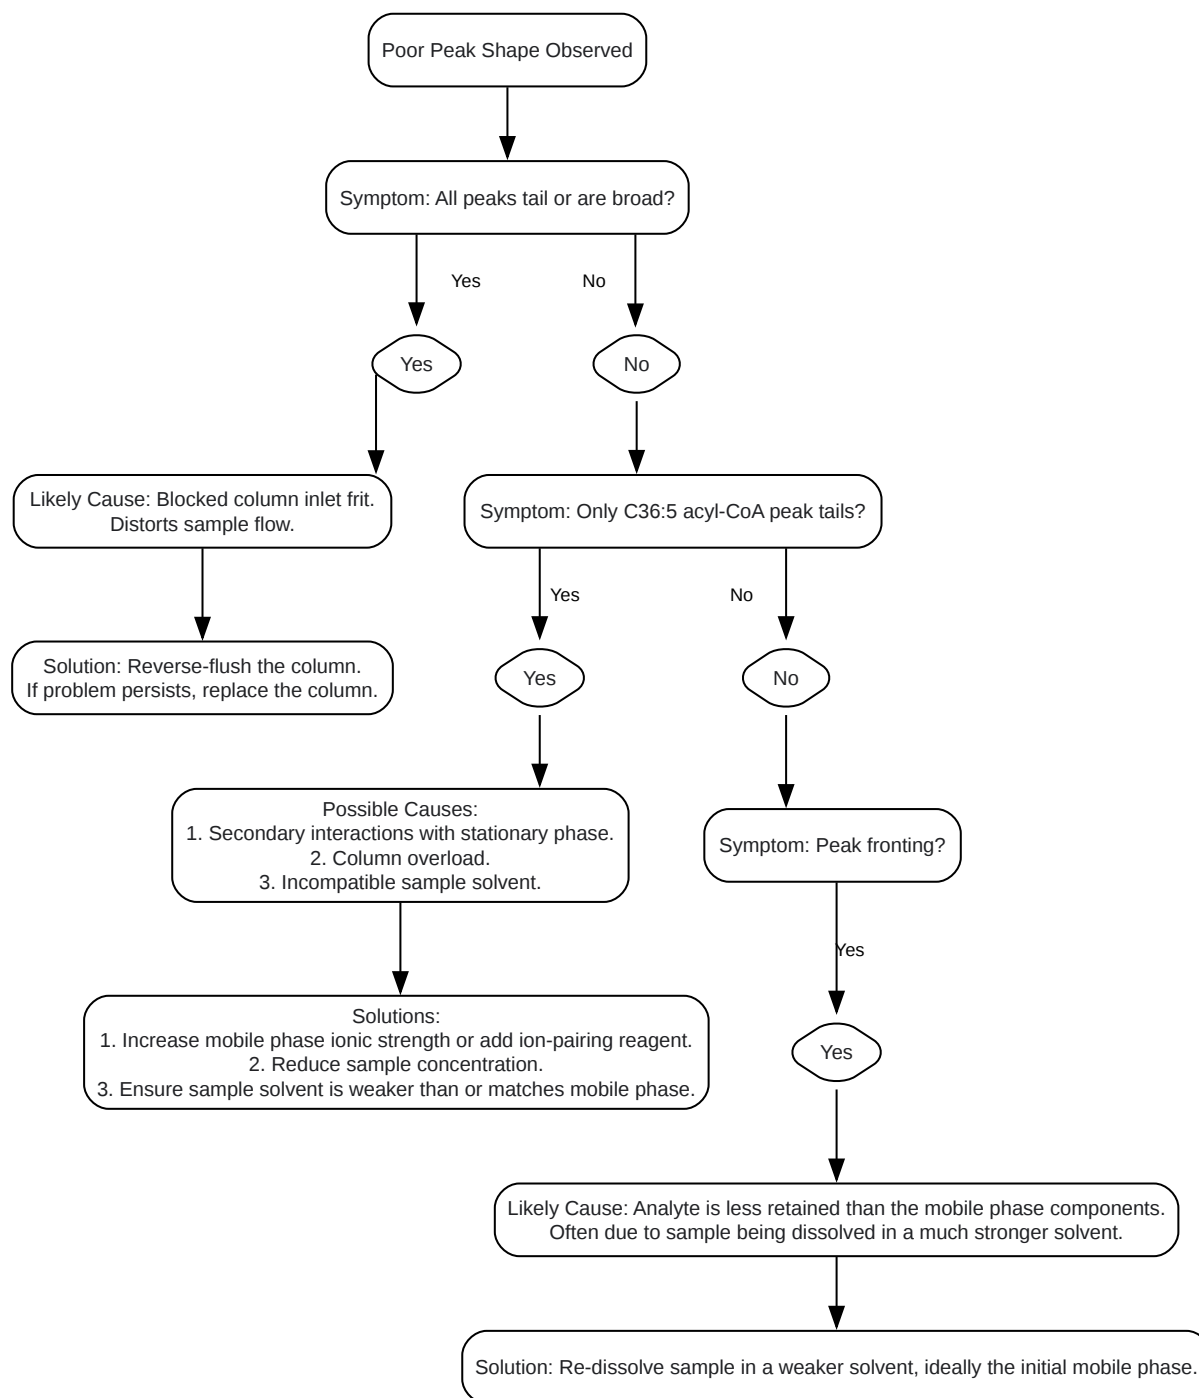 Poor Peak Shape Observed
Symptom: All peaks tail or are broad?
Yes
No
Yes
No
Likely Cause: Blocked column inlet frit.
Distorts sample flow.
Symptom: Only C36:5 acyl-CoA peak tails?
Yes
No
Solution: Reverse-flush the column.
If problem persists, replace the column.
Yes
No
Possible Causes:
1. Secondary interactions with stationary phase.
2. Column overload.
3. Incompatible sample solvent.
Symptom: Peak fronting?
Yes
Solutions:
1. Increase mobile phase ionic strength or add ion-pairing reagent.
2. Reduce sample concentration.
3. Ensure sample solvent is weaker than or matches mobile phase.
Yes
Likely Cause: Analyte is less retained than the mobile phase components.
Often due to sample being dissolved in a much stronger solvent.
Solution: Re-dissolve sample in a weaker solvent, ideally the initial mobile phase.